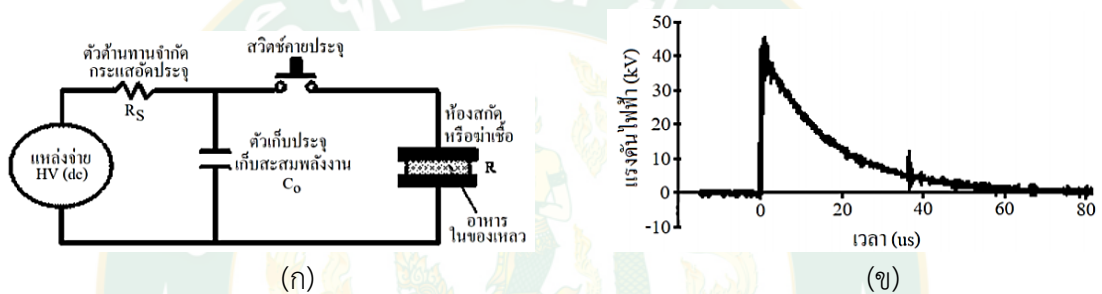 ตัวต้านทานจำกัด
กระแสอัดประจุ
R_S
สวิตช์คายประจุ
แหล่งจ่าย
HV (dc)
ตัวเก็บประจุ
เก็บสะสมพลังงาน
C_o
ห้องสกัด
หรือฆ่าเชื้อ
R
อาหาร
ในของเหลว
(ก)
แรงดันไฟฟ้า (kV)
50
40
30
20
10
0
-10
0
20
40
60
80
เวลา (us)
(ข)